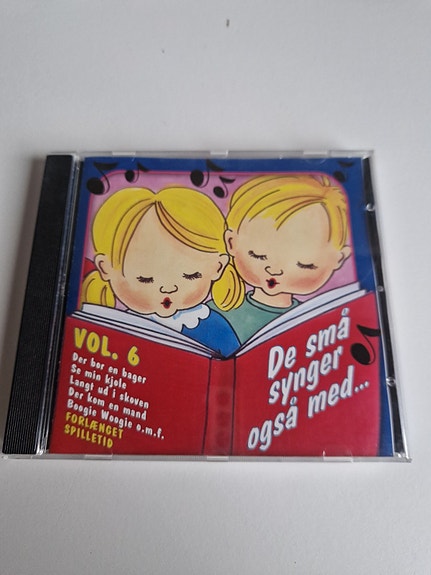 VOL. 6
Der bor en bager
Se min kjole
Langt ud i skoven
Der kom en mand
Boogie Woogie o.m.f.
FORLÆNGET
SPILLETID
De små
synger
også med...